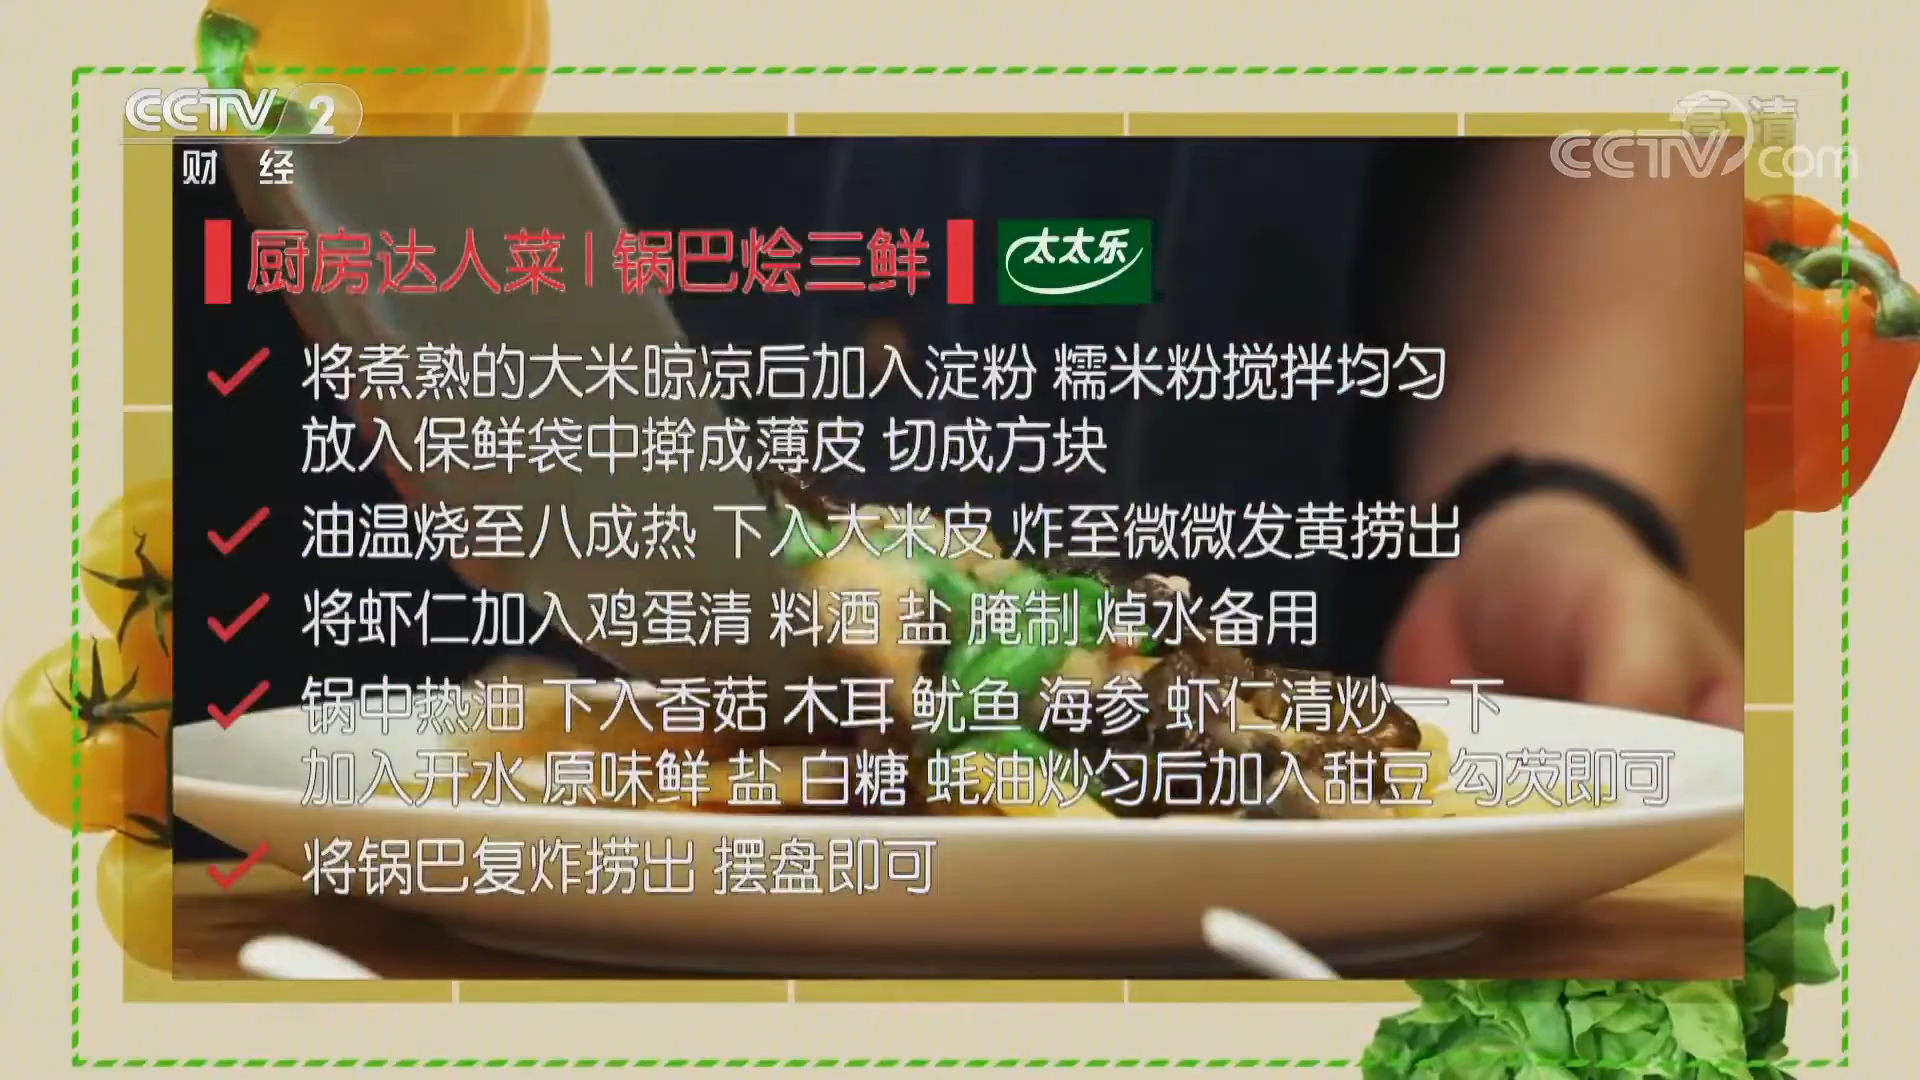 CCTV 2
财 经
高清
CCTV com
厨房达人菜 | 锅巴烩三鲜
太太乐
将煮熟的大米晾凉后加入淀粉 糯米粉搅拌均匀
放入保鲜袋中擀成薄皮 切成方块
油温烧至八成热 下入大米皮 炸至微微发黄捞出
将虾仁加入鸡蛋清 料酒 盐 腌制 焯水备用
锅中热油 下入香菇 木耳 鱿鱼 海参 虾仁清炒一下
加入开水 原味鲜 盐 白糖 蚝油炒匀后加入甜豆 勾芡即可
将锅巴复炸捞出 摆盘即可